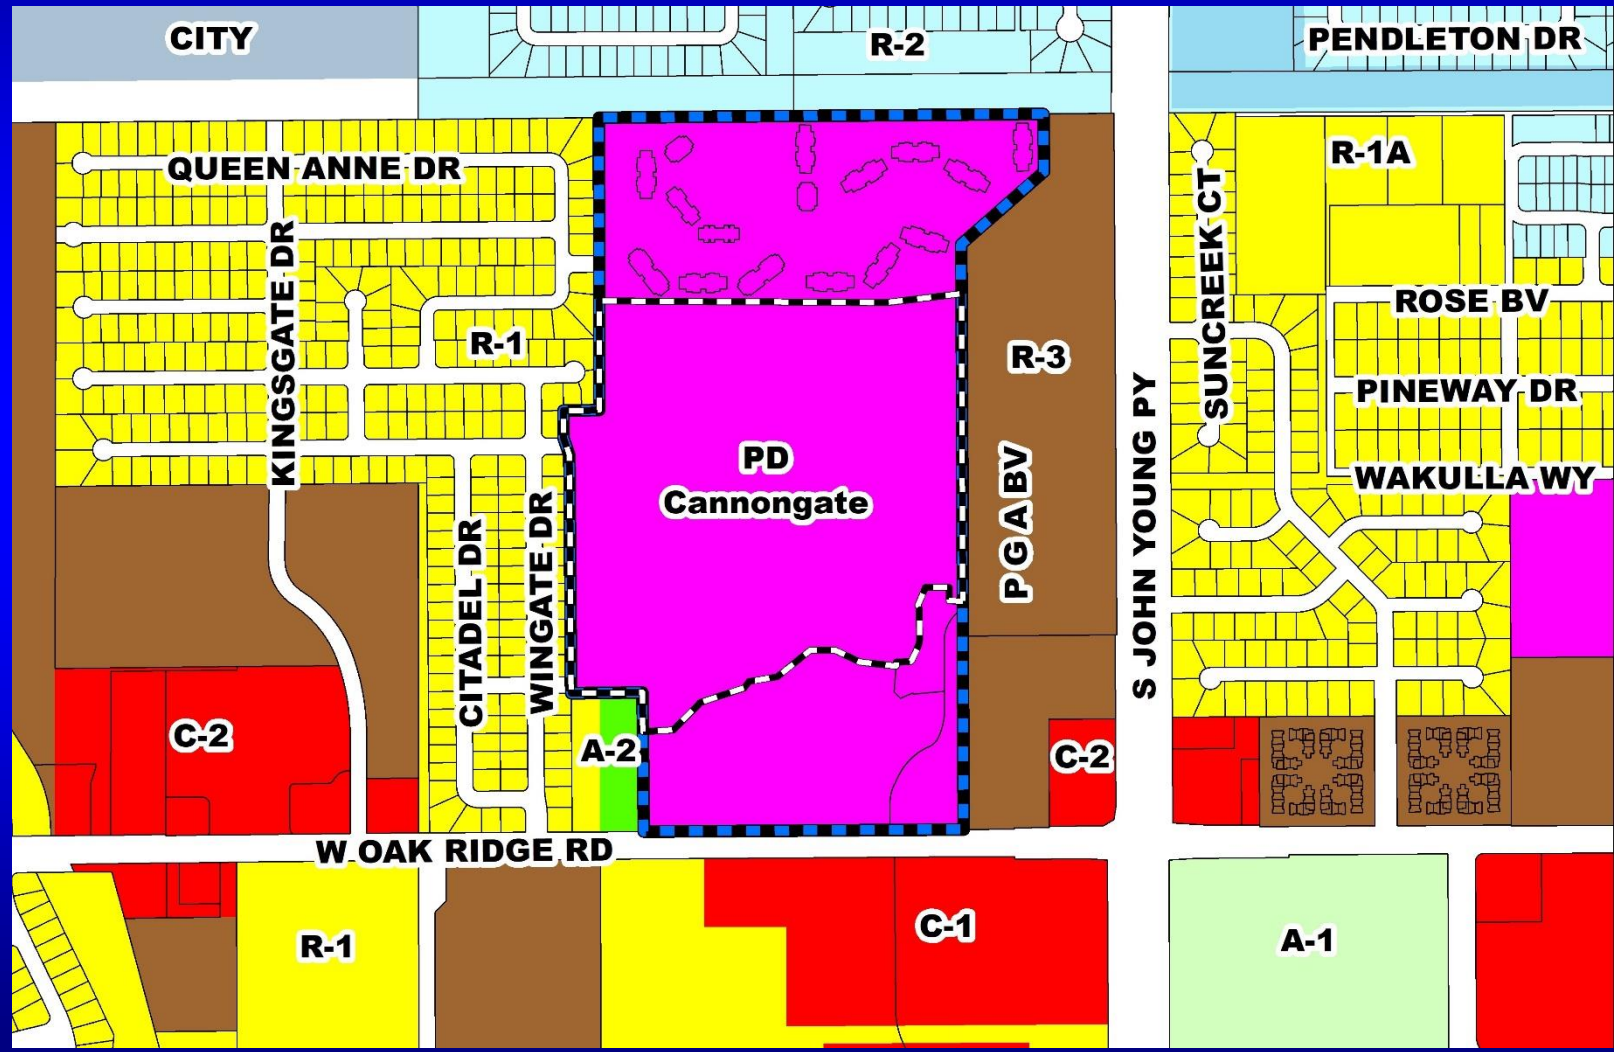 CITY
R-2
PENDLETON DR
QUEEN ANNE DR
R-1A
KINGSGATE DR
SUNCREEK CT
R-1
R-3
ROSE BV
PINEWAY DR
PD
Cannongate
P G A BV
S JOHN YOUNG PY
WAKULLA WY
CITADEL DR
WINGATE DR
C-2
A-2
C-2
W OAK RIDGE RD
R-1
C-1
A-1